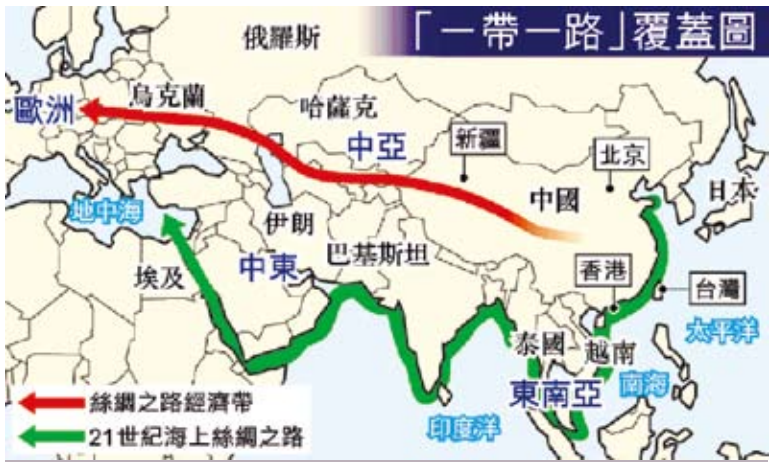 「一帶一路」覆蓋圖
俄羅斯
歐洲
烏克蘭
哈薩克
中亞
新疆
北京
中國
日本
地中海
伊朗
巴基斯坦
埃及
中東
香港
台灣
太平洋
泰國
越南
南海
東南亞
印度洋
絲綢之路經濟帶
21世紀海上絲綢之路